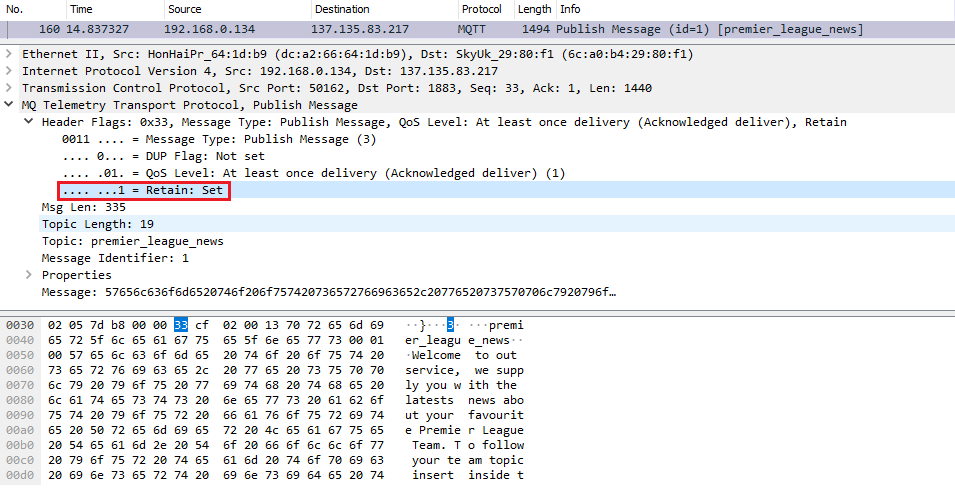 No. Time Source Destination Protocol Length Info
160 14.837327 192.168.0.134 137.135.83.217 MQTT 1494 Publish Message (id=1) [premier_league_news]
Ethernet II, Src: HonHaiPr_64:1d:b9 (dc:a2:66:64:1d:b9), Dst: SkyUk_29:80:f1 (6c:a0:b4:29:80:f1)
Internet Protocol Version 4, Src: 192.168.0.134, Dst: 137.135.83.217
Transmission Control Protocol, Src Port: 50162, Dst Port: 1883, Seq: 33, Ack: 1, Len: 1440
MQ Telemetry Transport Protocol, Publish Message
Header Flags: 0x33, Message Type: Publish Message, QoS Level: At least once delivery (Acknowledged deliver), Retain
0011 .... = Message Type: Publish Message (3)
.... 0... = DUP Flag: Not set
.... .01. = QoS Level: At least once delivery (Acknowledged deliver) (1)
.... ...1 = Retain: Set
Msg Len: 335
Topic Length: 19
Topic: premier_league_news
Message Identifier: 1
Properties
Message: 57656c636f6d6520746f206f757420736572766963652c20776520737570706c7920796f…
0030 02 05 7d b8 00 00 33 cf 02 00 13 70 72 65 6d 69 ··}···3· ···premi
0040 65 72 5f 6c 65 61 67 75 65 5f 6e 65 77 73 00 01 er_leagu e_news··
0050 00 57 65 6c 63 6f 6d 65 20 74 6f 20 6f 75 74 20 ·Welcome to out
0060 73 65 72 76 69 63 65 2c 20 77 65 20 73 75 70 70 service, we supp
0070 6c 79 20 79 6f 75 20 77 69 74 68 20 74 68 65 20 ly you w ith the
0080 6c 61 74 65 73 74 73 20 6e 65 77 73 20 61 62 6f latests news abo
0090 75 74 20 79 6f 75 72 20 66 61 76 6f 75 72 69 74 ut your favourit
00a0 65 20 50 72 65 6d 69 65 72 20 4c 65 61 67 75 65 e Premie r League
00b0 20 54 65 61 6d 2e 20 54 6f 20 66 6f 6c 6c 6f 77 Team. T o follow
00c0 20 79 6f 75 72 20 74 65 61 6d 20 74 6f 70 69 63 your te am topic
00d0 20 69 6e 73 65 72 74 20 69 6e 73 69 64 65 20 74 insert inside t